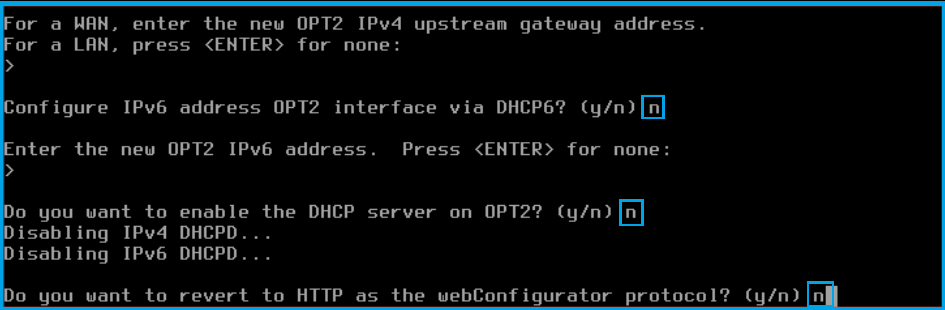 For a WAN, enter the new OPT2 IPv4 upstream gateway address.
For a LAN, press <ENTER> for none:
>
Configure IPv6 address OPT2 interface via DHCP6? (y/n) n
Enter the new OPT2 IPv6 address.  Press <ENTER> for none:
>
Do you want to enable the DHCP server on OPT2? (y/n) n
Disabling IPv4 DHCPD...
Disabling IPv6 DHCPD...
Do you want to revert to HTTP as the webConfigurator protocol? (y/n) n